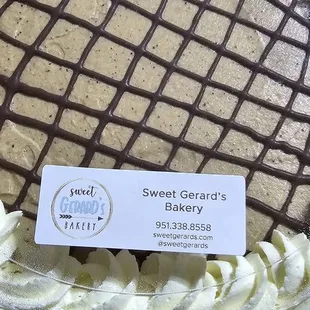 sweet
GERARD'S
BAKERY
Sweet Gerard's
Bakery
951.338.8558
sweetgerards.com
@sweetgerards